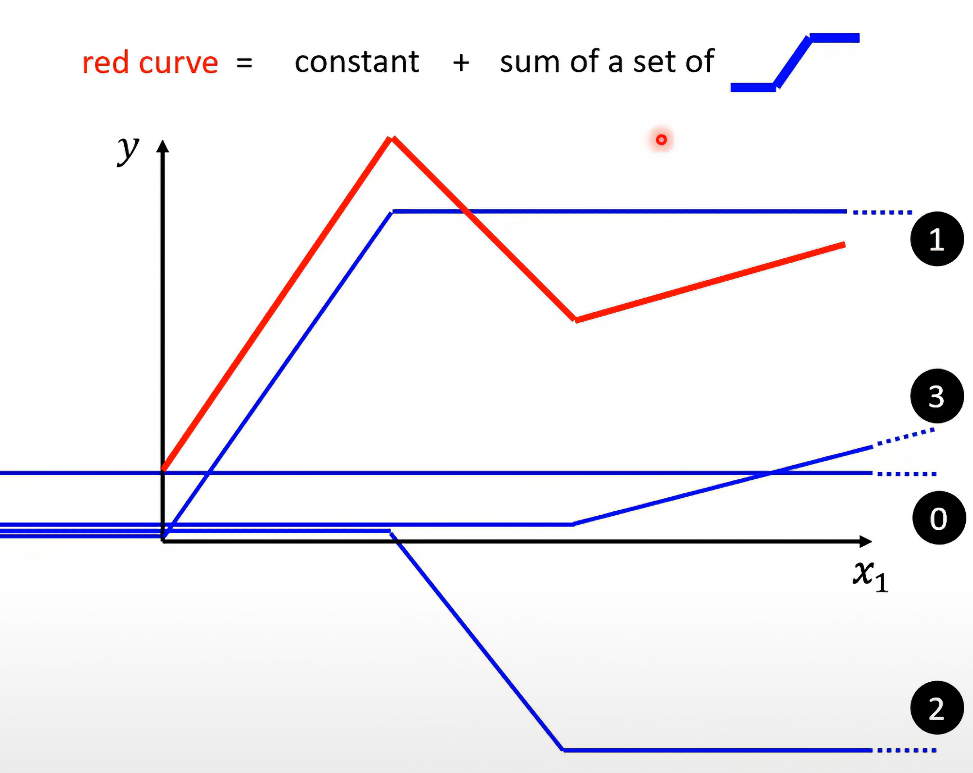 red curve = constant + sum of a set of
y
1
3
0
x₁
2